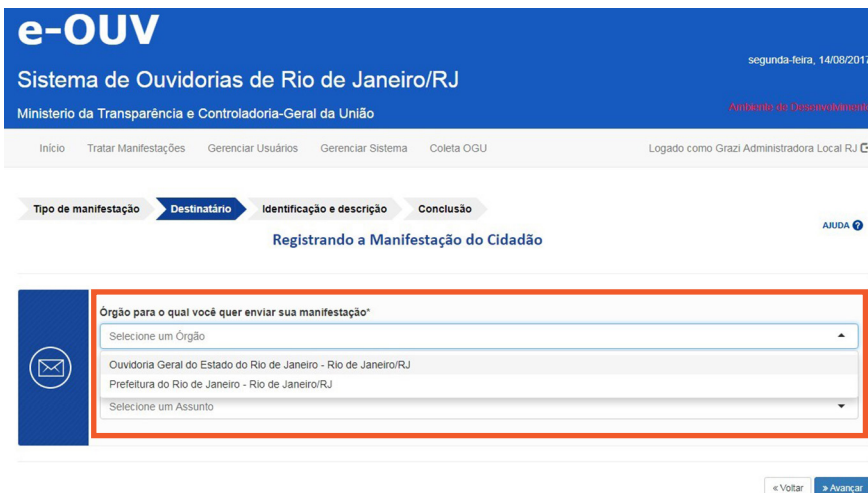 e-OUV
segunda-feira, 14/08/2017
Sistema de Ouvidorias de Rio de Janeiro/RJ
Ministerio da Transparência e Controladoria-Geral da União
Ambiente de Desenvolvimento
Início Tratar Manifestações Gerenciar Usuários Gerenciar Sistema Coleta OGU Logado como Grazi Administradora Local RJ
Tipo de manifestação Destinatário Identificação e descrição Conclusão
AJUDA ?
Registrando a Manifestação do Cidadão
Órgão para o qual você quer enviar sua manifestação*
Selecione um Órgão
Ouvidoria Geral do Estado do Rio de Janeiro - Rio de Janeiro/RJ
Prefeitura do Rio de Janeiro - Rio de Janeiro/RJ
Selecione um Assunto
« Voltar » Avançar